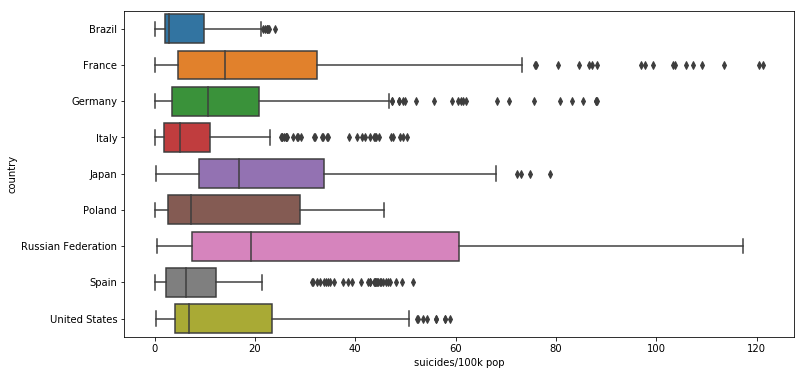 Brazil
France
Germany
Italy
Japan
Poland
Russian Federation
Spain
United States
country
0 20 40 60 80 100 120
suicides/100k pop